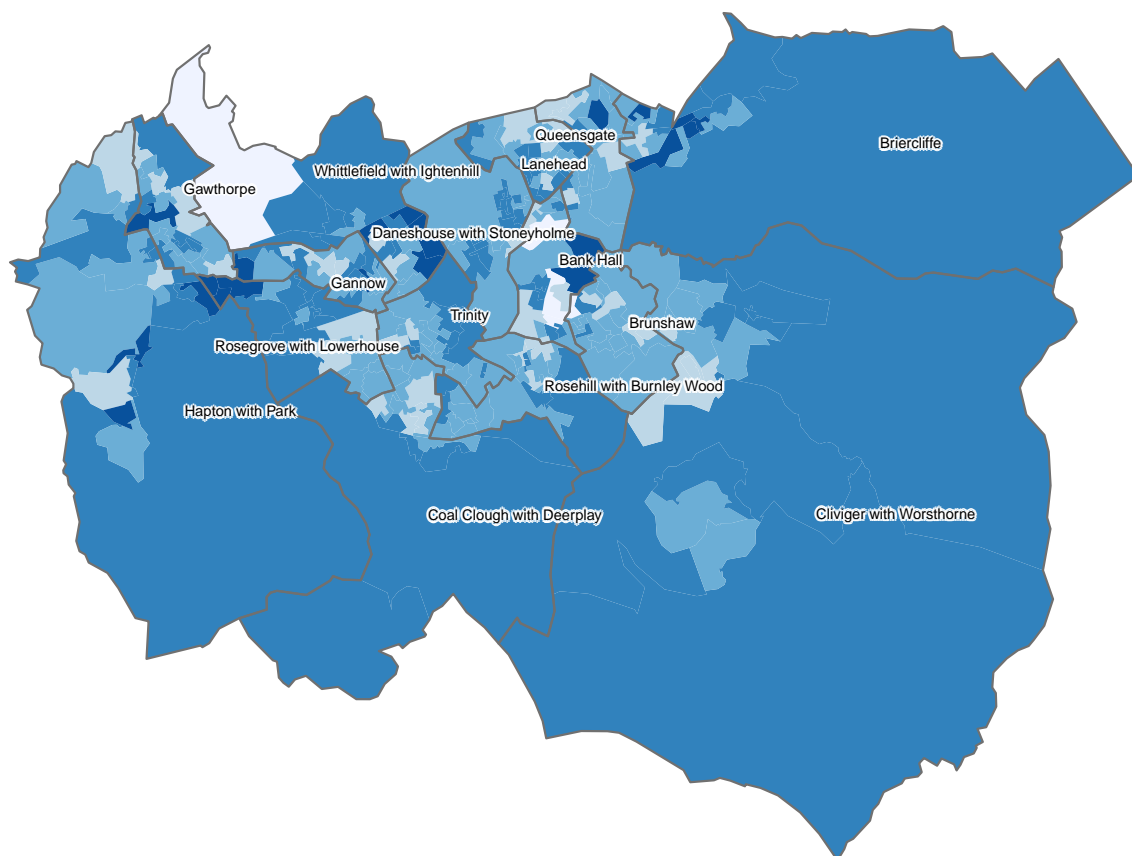 Queensgate
Briercliffe
Lanehead
Whittlefield with Ightenhill
Gawthorpe
Daneshouse with Stoneyholme
Bank Hall
Gannow
Trinity
Brunshaw
Rosegrove with Lowerhouse
Rosehill with Burnley Wood
Hapton with Park
Coal Clough with Deerplay
Cliviger with Worsthorne